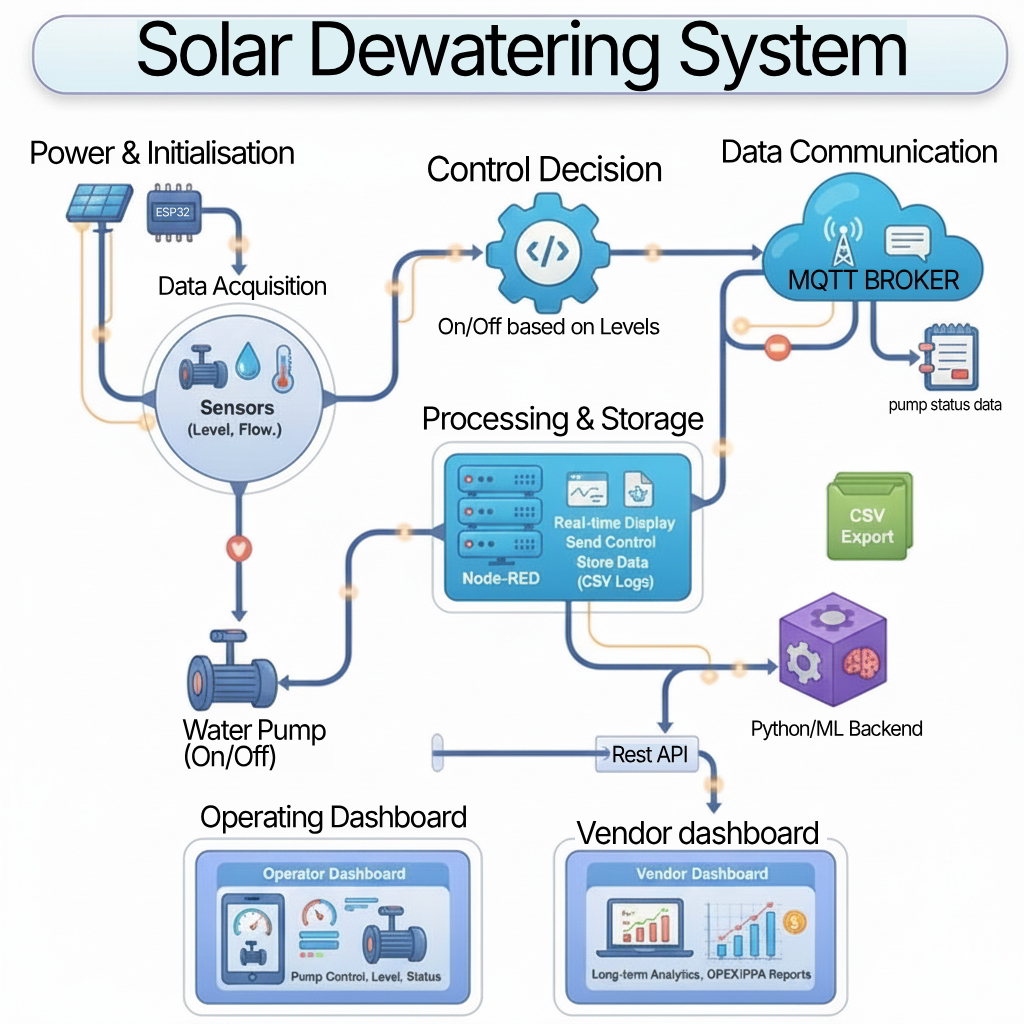 Solar Dewatering System
Power & Initialisation
Control Decision
Data Communication
ESP32
Data Acquisition
MQTT BROKER
On/Off based on Levels
Sensors
(Level, Flow.)
pump status data
Processing & Storage
Real-time Display
Send Control
Store Data
(CSV Logs)
Node-RED
CSV
Export
Water Pump
(On/Off)
Python/ML Backend
Rest API
Operating Dashboard
Operator Dashboard
Pump Control, Level, Status
Vendor dashboard
Vendor Dashboard
$
Long-term Analytics, OPEX|PPA Reports